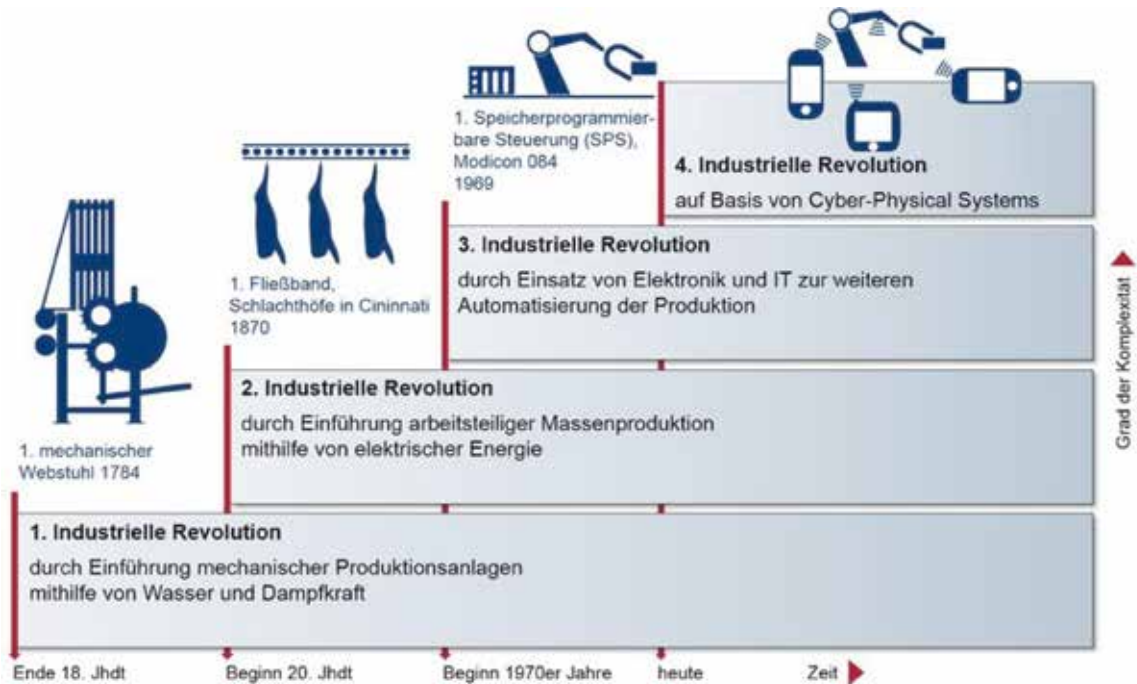 1. Speicherprogrammier-
bare Steuerung (SPS),
Modicon 084
1969
4. Industrielle Revolution
auf Basis von Cyber-Physical Systems
1. Fließband,
Schlachthöfe in Cininnati
1870
3. Industrielle Revolution
durch Einsatz von Elektronik und IT zur weiteren
Automatisierung der Produktion
1. mechanischer
Webstuhl 1784
2. Industrielle Revolution
durch Einführung arbeitsteiliger Massenproduktion
mithilfe von elektrischer Energie
1. Industrielle Revolution
durch Einführung mechanischer Produktionsanlagen
mithilfe von Wasser und Dampfkraft
Grad der Komplexität
Ende 18. Jhdt
Beginn 20. Jhdt
Beginn 1970er Jahre
heute
Zeit